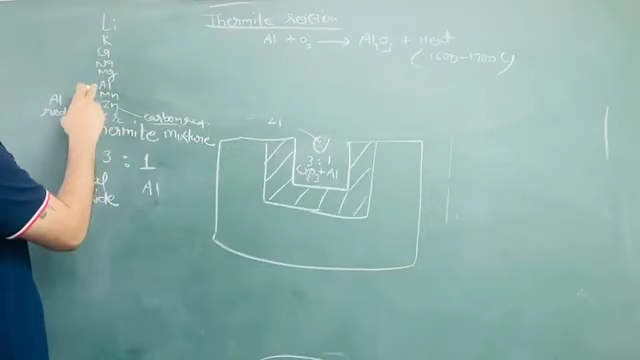 Thermite reaction
Al + O₂ → Al₂O₃ + Heat
(1600-1700°C)
Li
K
Ca
Na
Mg
Al
Mn
Zn
carbon
Al
Thermite mixture
3 : 1
Al
3 : 1
+ Al